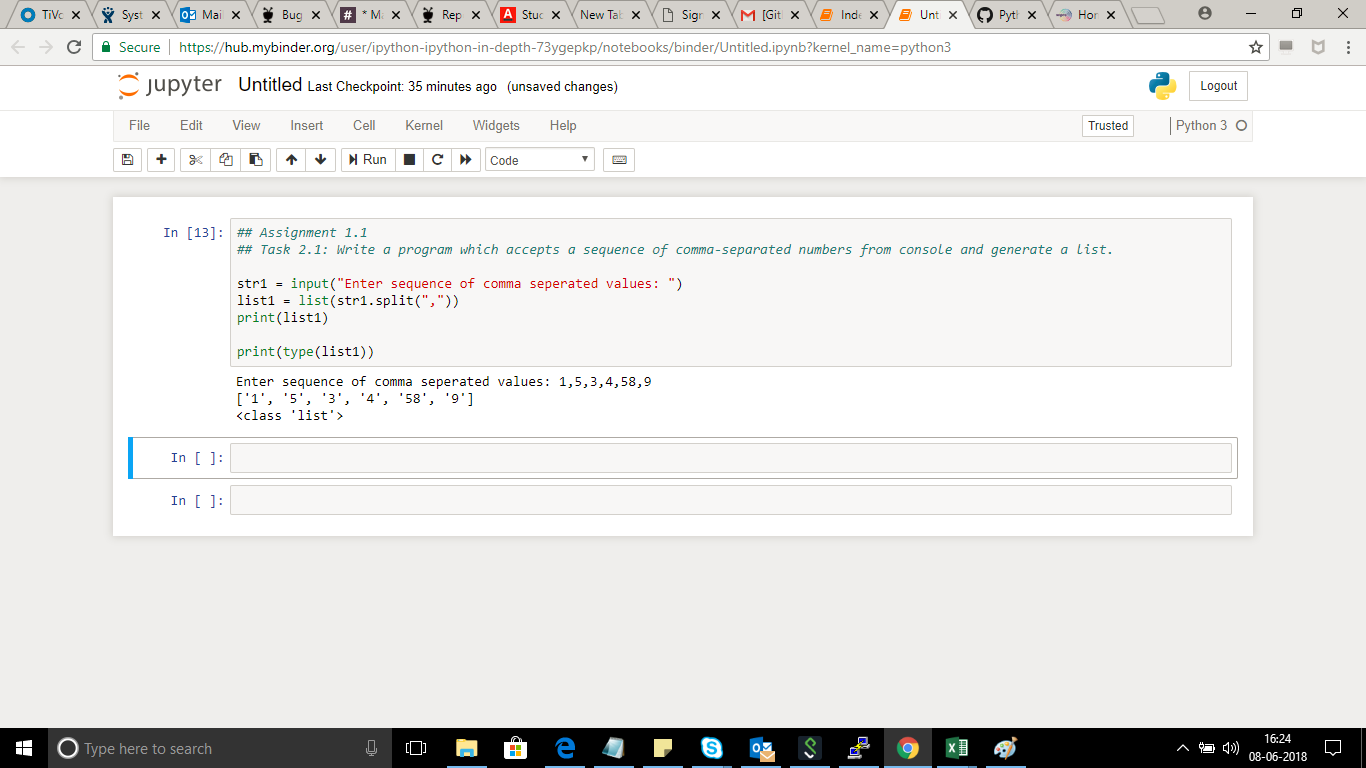 TiVo
Syst
Mai
Bug
* M
Rep
Stuc
New Tab
Sign
[Git
Inde
Unt
Pyth
Hor
Secure
https://hub.mybinder.org/user/ipython-ipython-in-depth-73ygepkp/notebooks/binder/Untitled.ipynb?kernel_name=python3
jupyter Untitled Last Checkpoint: 35 minutes ago (unsaved changes)
Logout
File Edit View Insert Cell Kernel Widgets Help
Trusted
Python 3
Run
Code
In [13]:
## Assignment 1.1
## Task 2.1: Write a program which accepts a sequence of comma-separated numbers from console and generate a list.
str1 = input("Enter sequence of comma seperated values: ")
list1 = list(str1.split(","))
print(list1)
print(type(list1))
Enter sequence of comma seperated values: 1,5,3,4,58,9
['1', '5', '3', '4', '58', '9']
<class 'list'>
In [ ]:
In [ ]:
Type here to search
16:24
08-06-2018